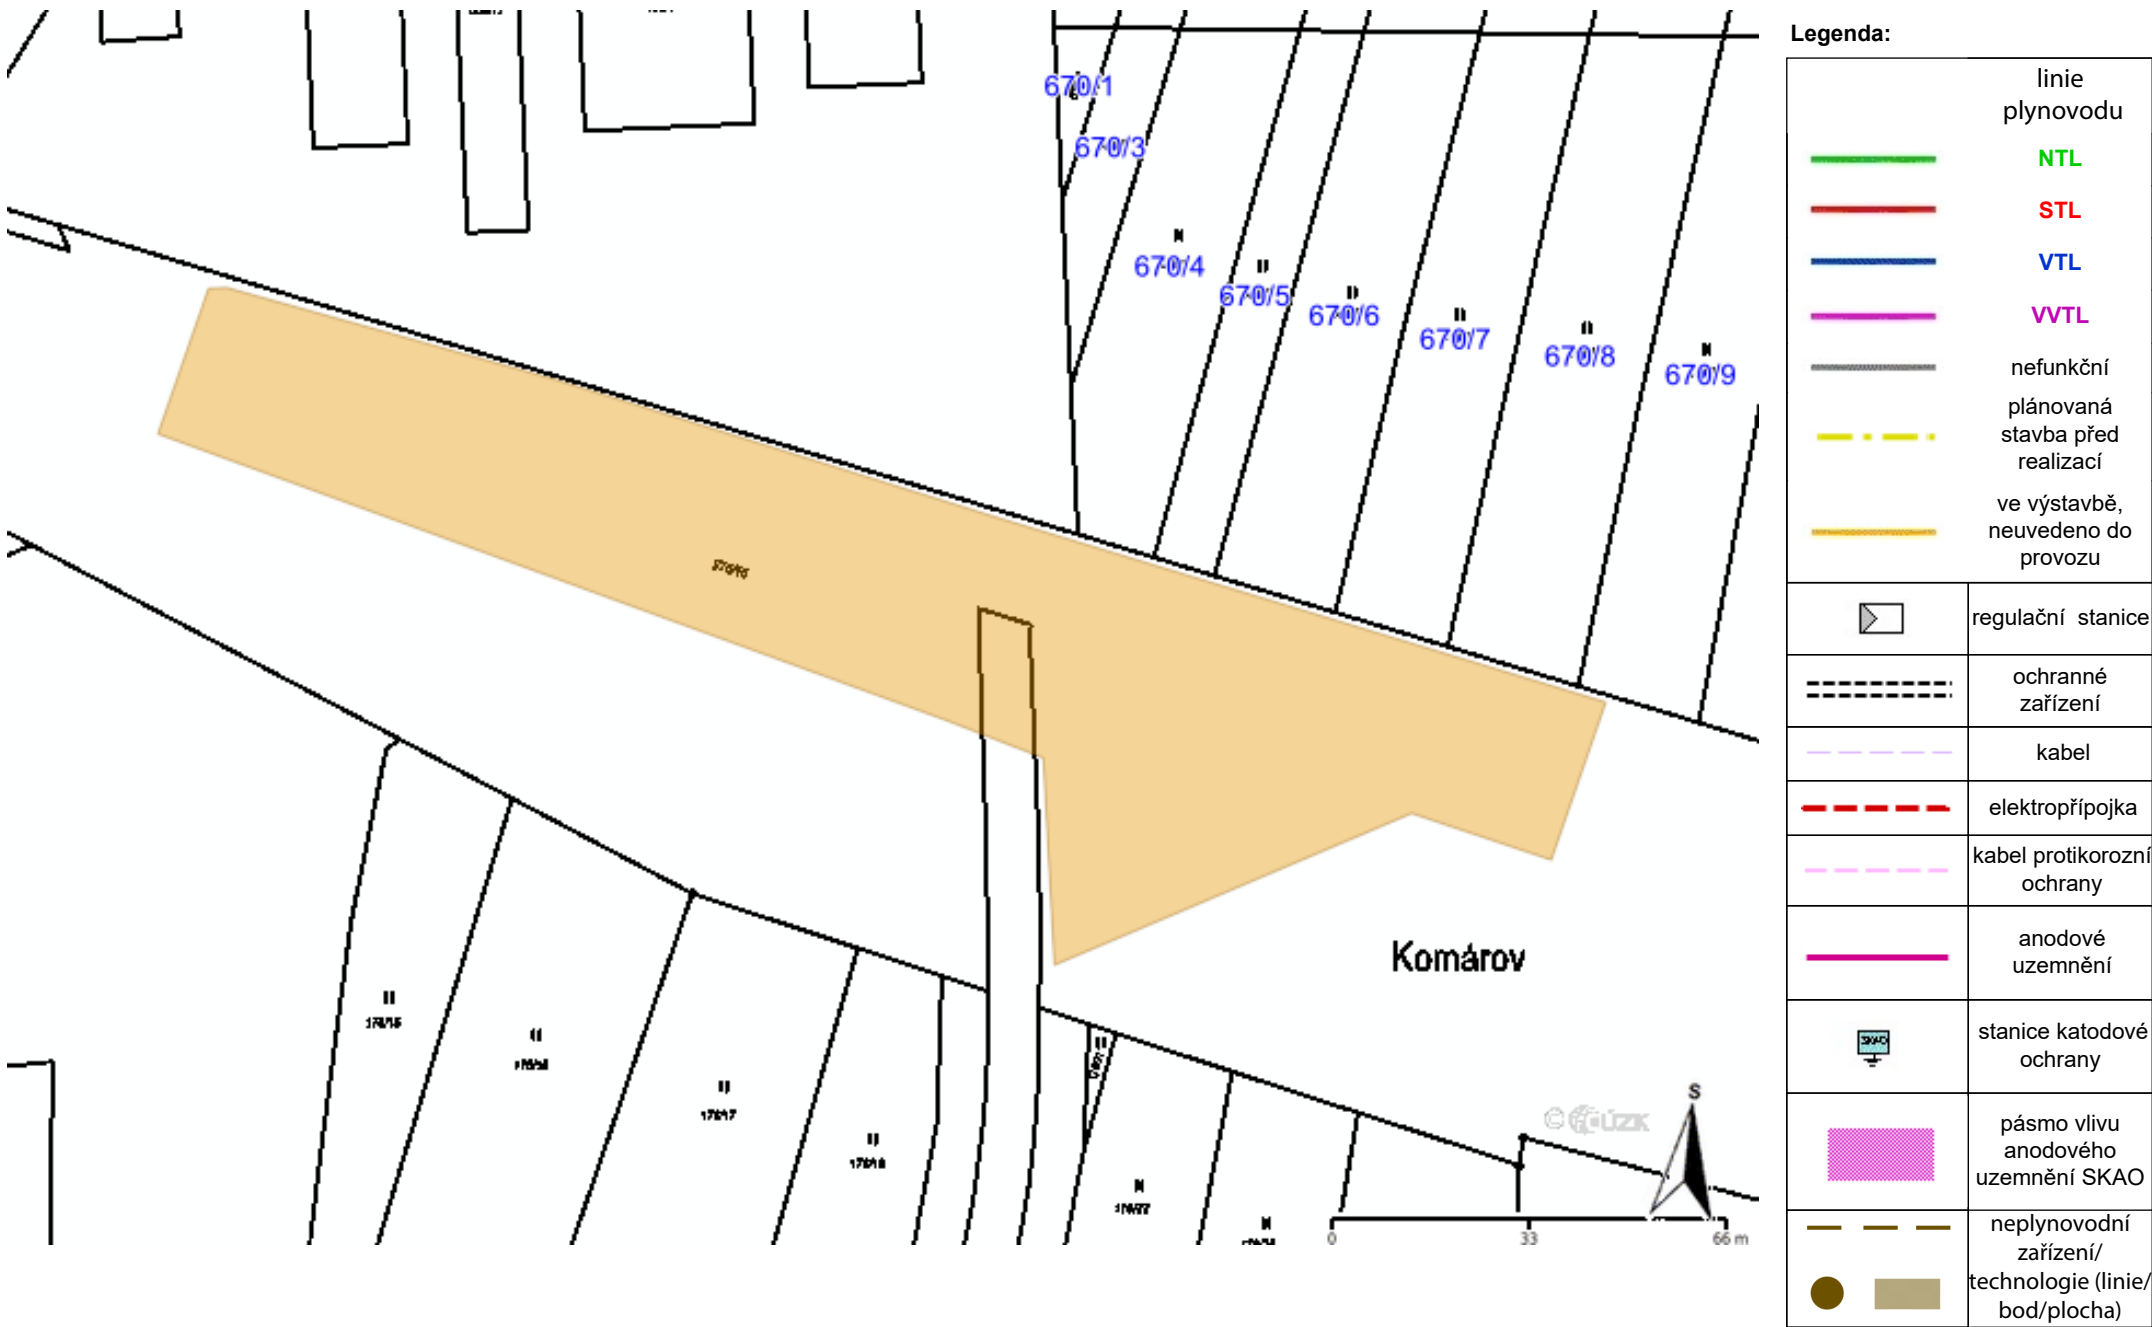 670/1
670/3
670/4
670/5
670/6
670/7
670/8
670/9
Komárov
S
0 33 66 m
Legenda:
linie
plynovodu
NTL
STL
VTL
VVTL
nefunkční
plánovaná
stavba před
realizací
ve výstavbě,
neuvedeno do
provozu
regulační stanice
ochranné
zařízení
kabel
elektropřípojka
kabel protikorozní
ochrany
anodové
uzemnění
SKAO
stanice katodové
ochrany
pásmo vlivu
anodového
uzemnění SKAO
neplynovodní
zařízení/
technologie (linie/
bod/plocha)